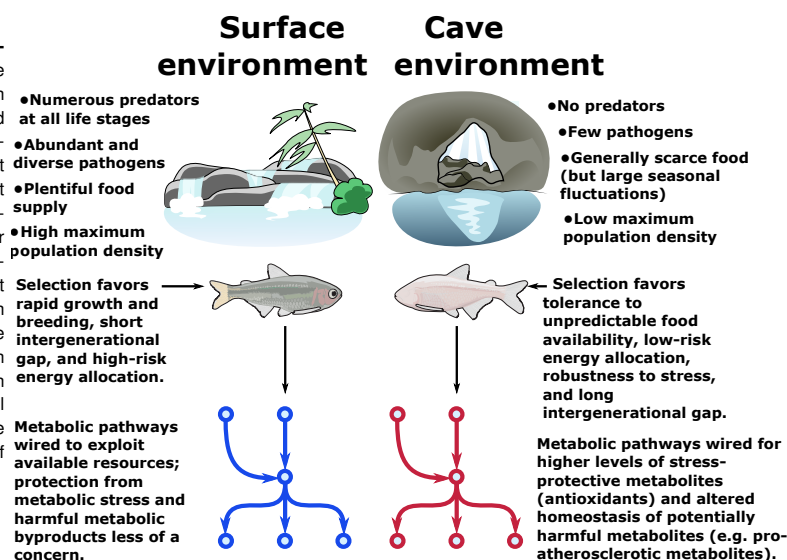 Surface
environment
Cave
environment
•Numerous predators
at all life stages
•Abundant and
diverse pathogens
•Plentiful food
supply
•High maximum
population density
•No predators
•Few pathogens
•Generally scarce food
(but large seasonal
fluctuations)
•Low maximum
population density
Selection favors
rapid growth and
breeding, short
intergenerational
gap, and high-risk
energy allocation.
Selection favors
tolerance to
unpredictable food
availability, low-risk
energy allocation,
robustness to stress,
and long
intergenerational gap.
Metabolic pathways
wired to exploit
available resources;
protection from
metabolic stress and
harmful metabolic
byproducts less of a
concern.
Metabolic pathways wired for
higher levels of stress-
protective metabolites
(antioxidants) and altered
homeostasis of potentially
harmful metabolites (e.g. pro-
atherosclerotic metabolites).